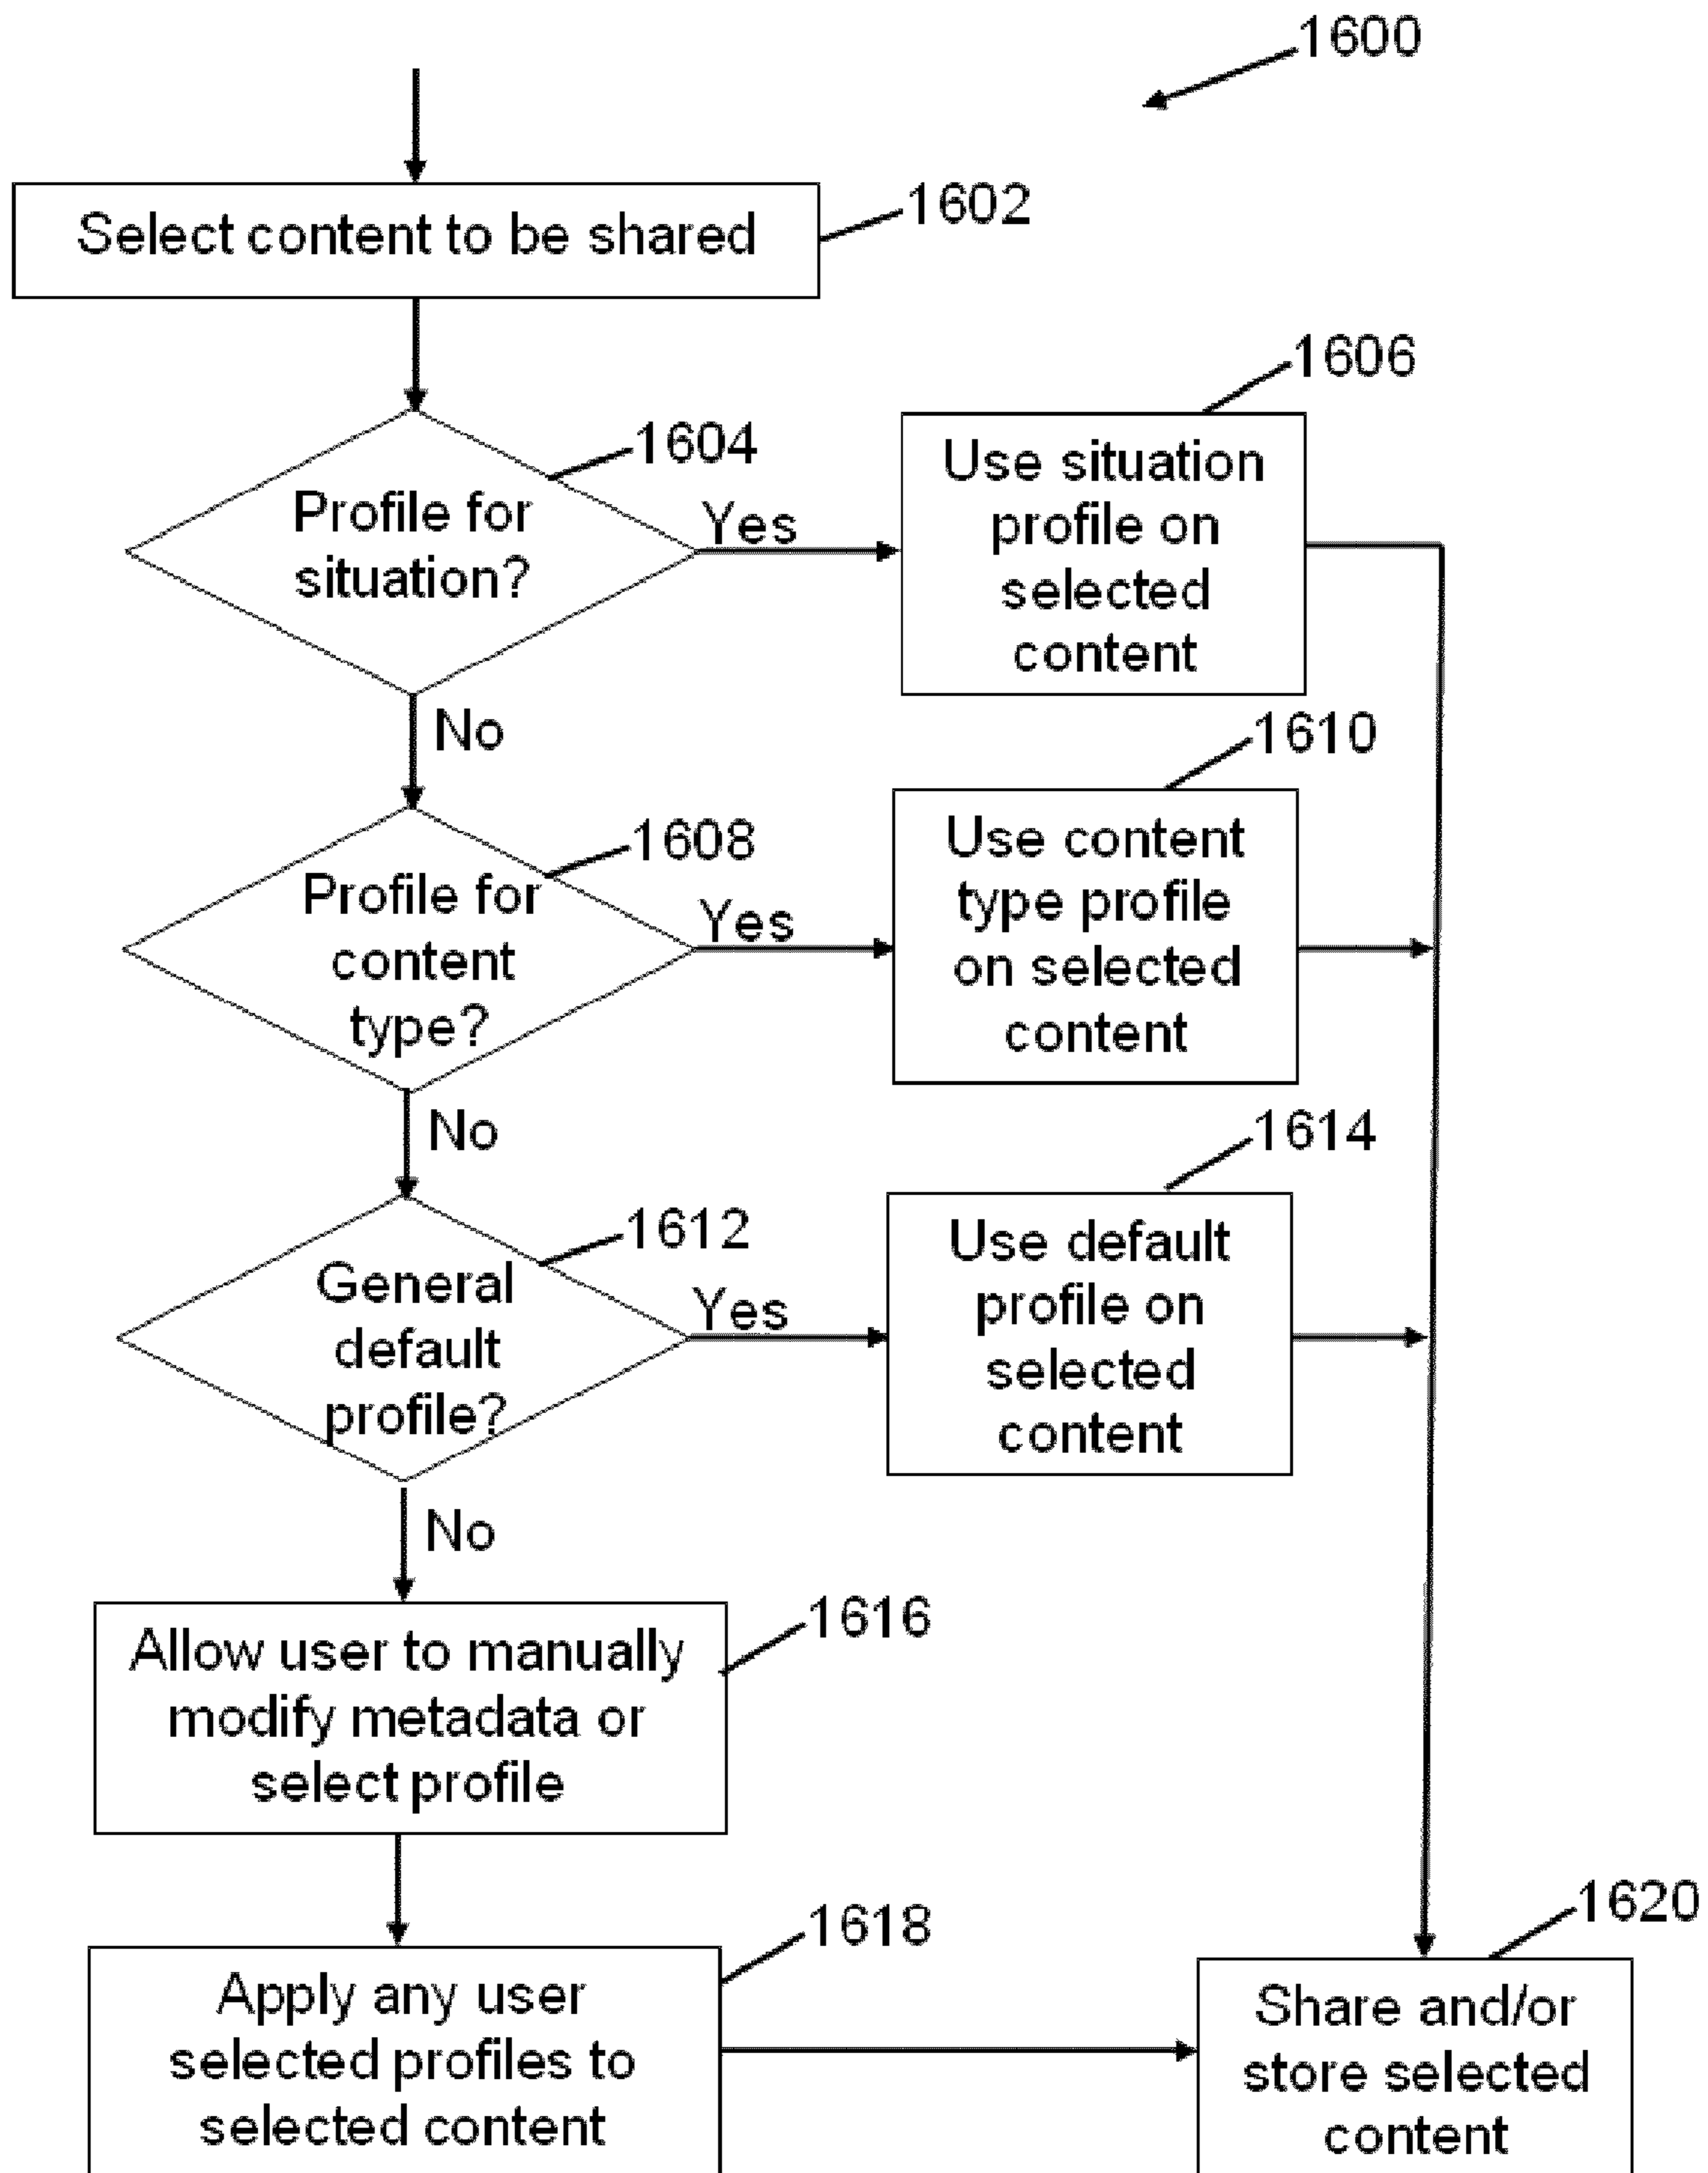 1600
Select content to be shared
1602
1604
Profile for
situation?
Yes
1606
Use situation
profile on
selected
content
No
1608
Profile for
content
type?
Yes
1610
Use content
type profile
on selected
content
No
1612
General
default
profile?
Yes
1614
Use default
profile on
selected
content
No
1616
Allow user to manually
modify metadata or
select profile
1618
Apply any user
selected profiles to
selected content
1620
Share and/or
store selected
content